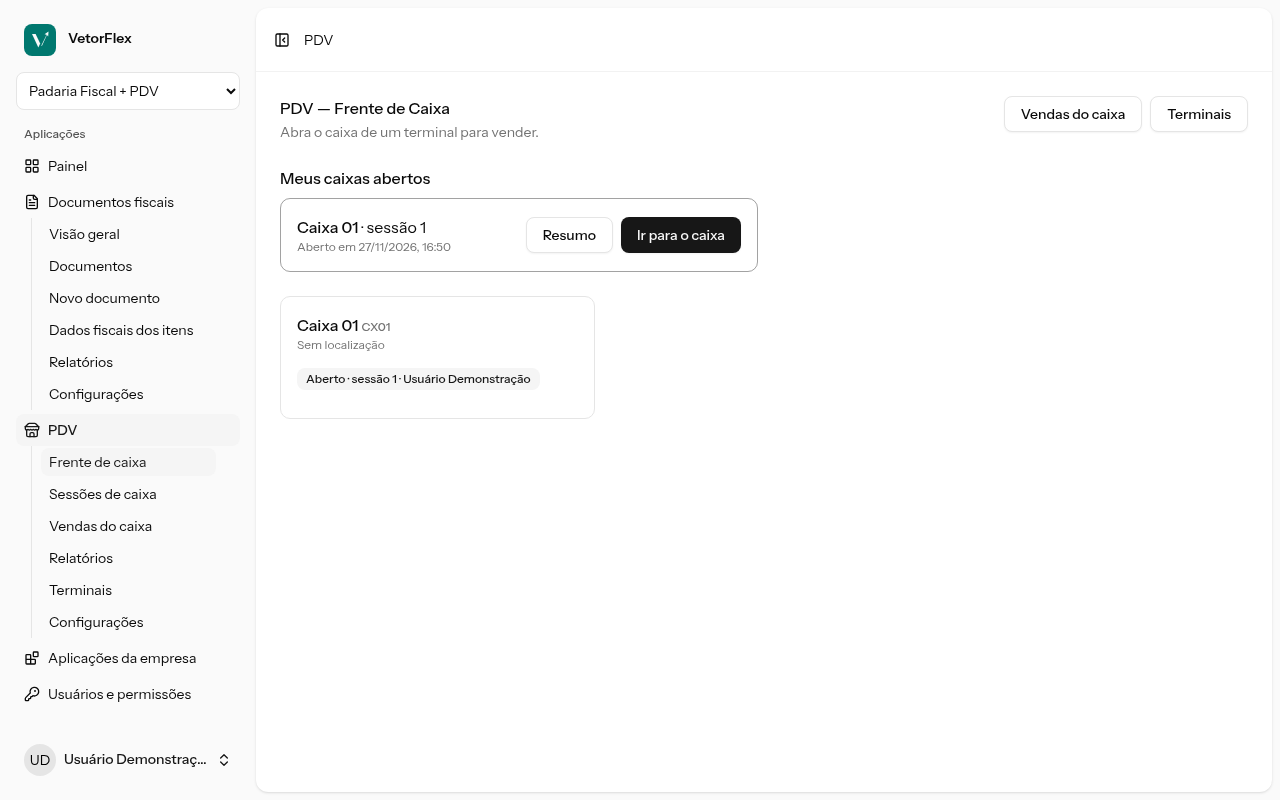 VetorFlex
Padaria Fiscal + PDV
Aplicações
Painel
Documentos fiscais
Visão geral
Documentos
Novo documento
Dados fiscais dos itens
Relatórios
Configurações
PDV
Frente de caixa
Sessões de caixa
Vendas do caixa
Relatórios
Terminais
Configurações
Aplicações da empresa
Usuários e permissões
UD Usuário Demonstraç...
PDV
PDV — Frente de Caixa
Abra o caixa de um terminal para vender.
Vendas do caixa
Terminais
Meus caixas abertos
Caixa 01 · sessão 1
Aberto em 27/11/2026, 16:50
Resumo
Ir para o caixa
Caixa 01 CX01
Sem localização
Aberto · sessão 1 · Usuário Demonstração